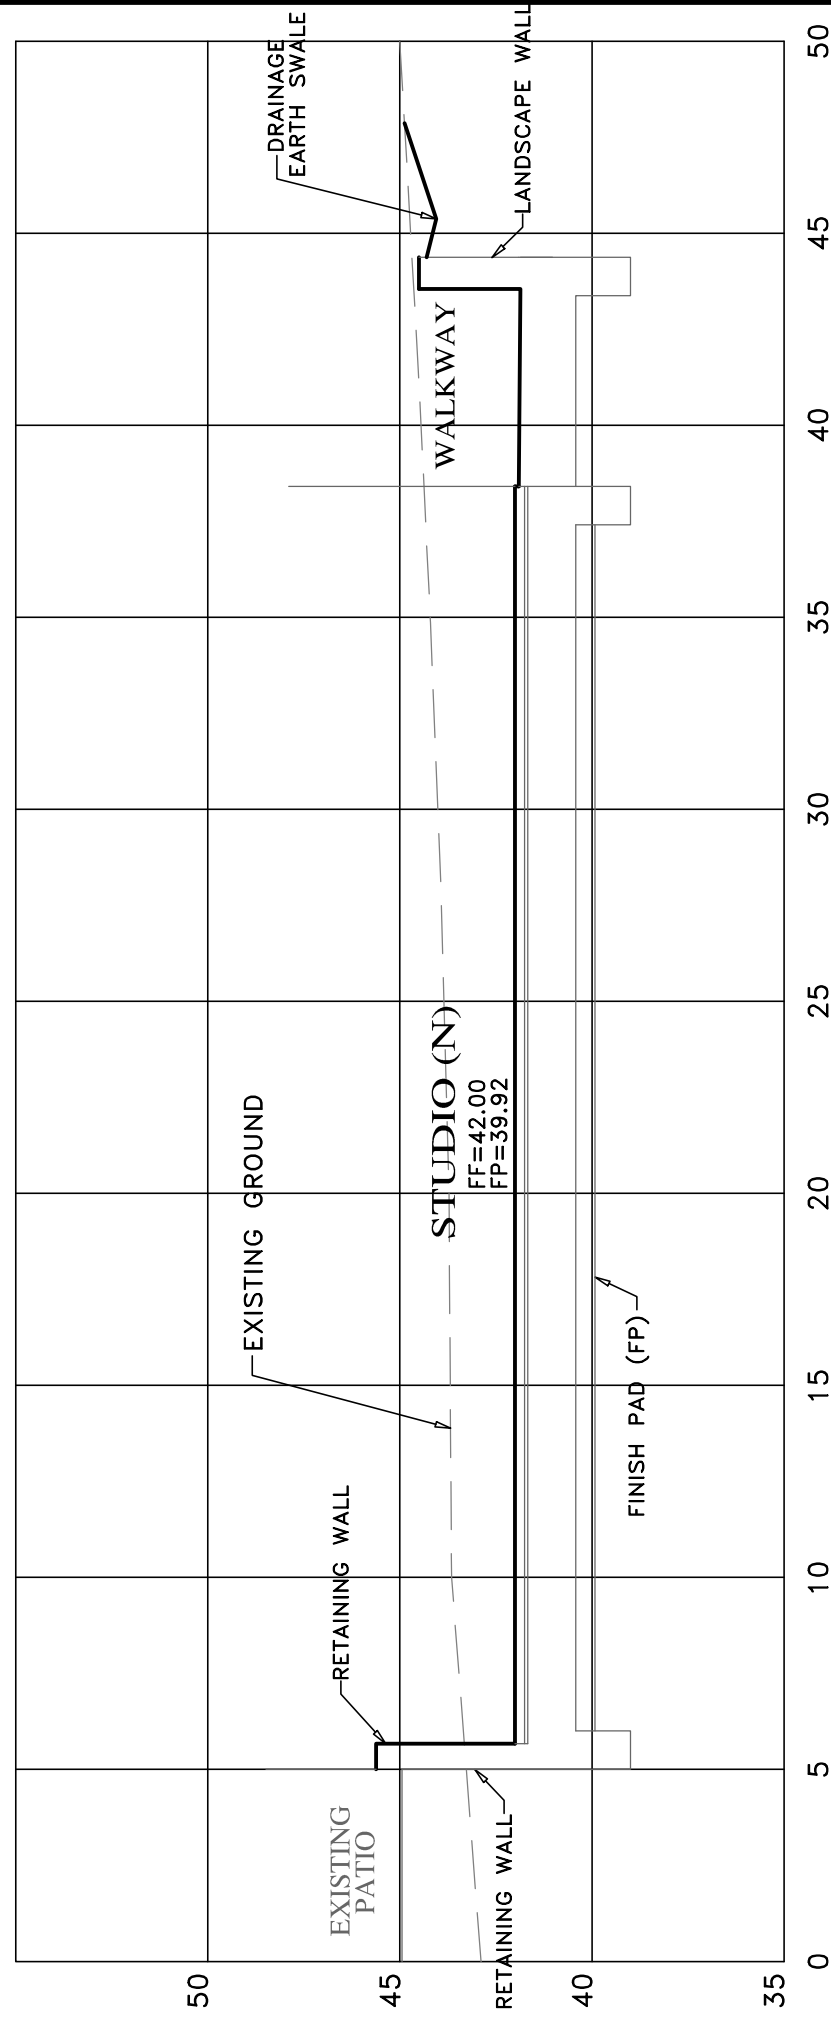 DRAINAGE
EARTH SWALE
LANDSCAPE WALL
WALKWAY
EXISTING GROUND
STUDIO (N)
FF=42.00
FP=39.92
FINISH PAD (FP)
RETAINING WALL
EXISTING
PATIO
RETAINING WALL
50
45
40
35
0
5
10
15
20
25
30
35
40
45
50